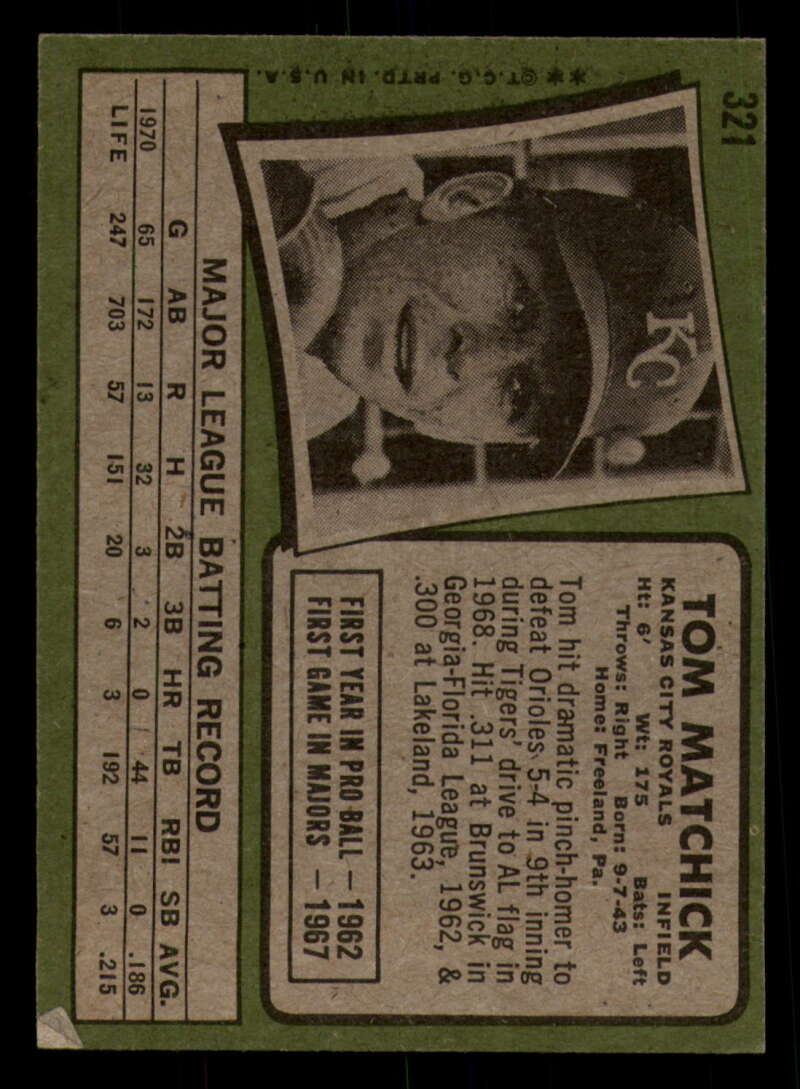 321
**©T.C.G. PRTD. IN U.S.A.
KC
TOM MATCHICK
KANSAS CITY ROYALS INFIELD
Ht: 6' Wt: 175 Bats: Left
Throws: Right Born: 9-7-43
Home: Freeland, Pa.
Tom hit dramatic pinch-homer to
defeat Orioles 5-4 in 9th inning
during Tigers' drive to AL flag in
1968. Hit .311 at Brunswick in
Georgia-Florida League, 1962, &
.300 at Lakeland, 1963.
FIRST YEAR IN PRO BALL — 1962
FIRST GAME IN MAJORS — 1967
MAJOR LEAGUE BATTING RECORD
G AB R H 2B 3B HR TB RBI SB AVG.
1970 65 172 13 32 3 2 0 44 11 0 .186
LIFE 247 703 57 151 20 6 3 192 57 3 .215